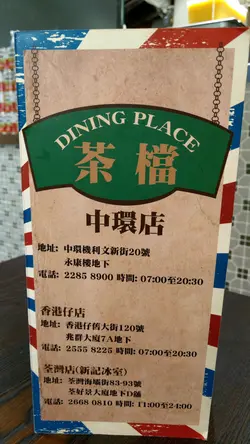 DINING PLACE
茶檔
中環店
地址: 中環機利文新街20號
永康樓地下
電話: 2285 8900 時間: 07:00至20:30
香港仔店
地址: 香港仔舊大街120號
兆群大廈7A地下
電話: 2555 8225 時間: 07:00至20:30
荃灣店(新記冰室)
地址: 荃灣海壩街83-93號
荃好景大廈地下D舖
電話: 2668 0810 時間: 11:00至24:00